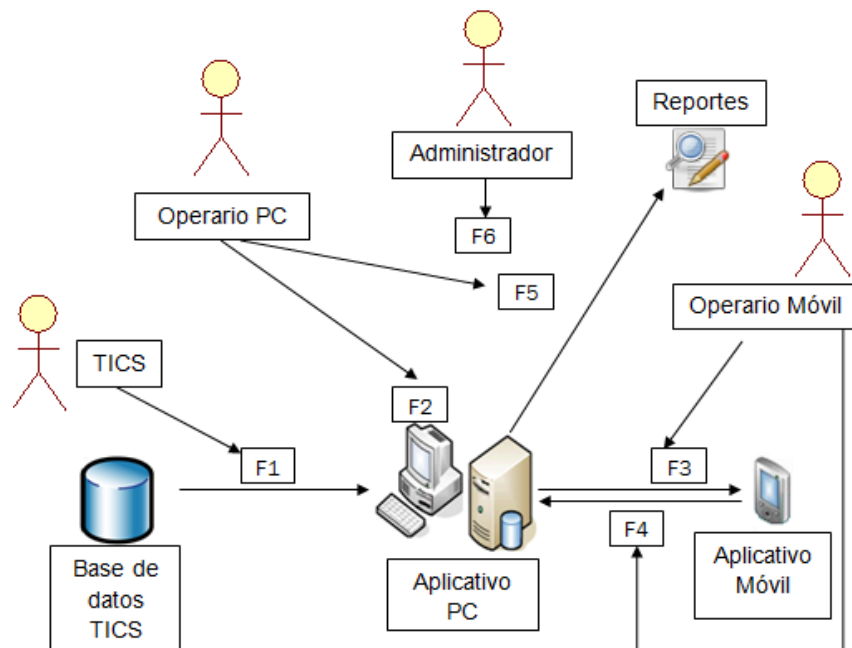 Reportes
Administrador
Operario PC
F6
F5
Operario Móvil
TICS
F2
F1
F3
F4
Base de
datos
TICS
Aplicativo
PC
Aplicativo
Móvil